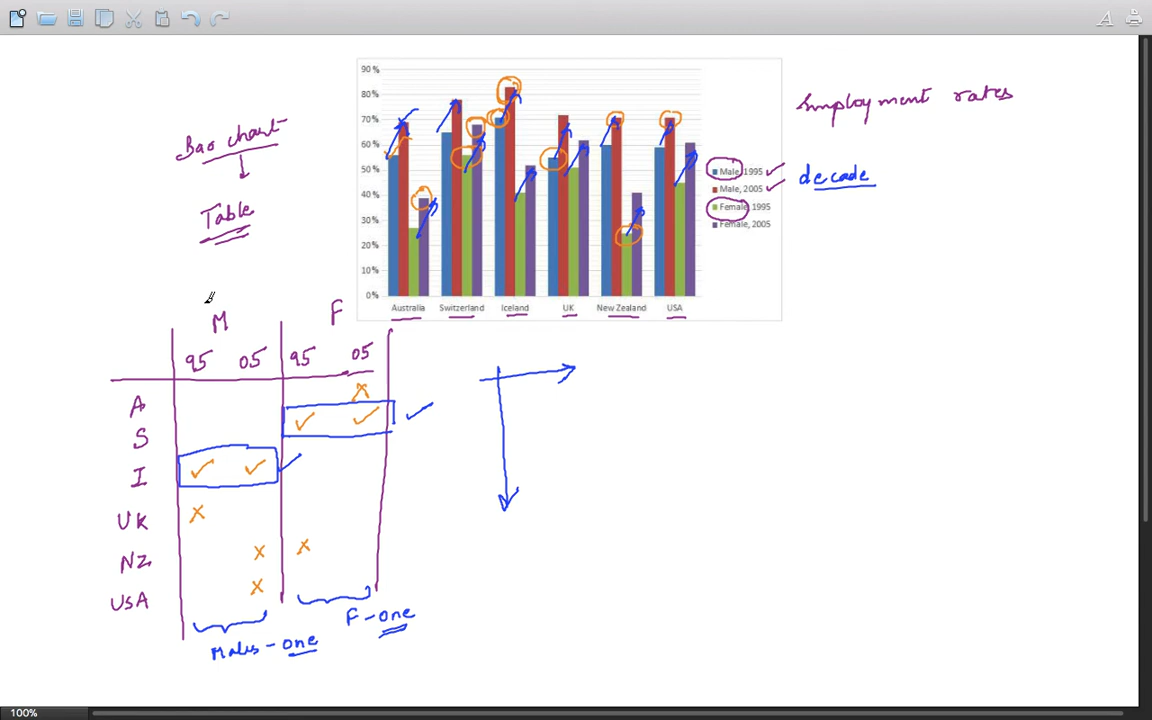 90%
80%
70%
60%
50%
40%
30%
20%
10%
0%
Australia Switzerland Iceland UK New Zealand USA
Male, 1995
Male, 2005
Female, 1995
Female, 2005
Employment rates
decade
Bar chart
Table
M F
95 05 95 05
A
S
I
UK
NZ
USA
Males - one
F - one
A
100%